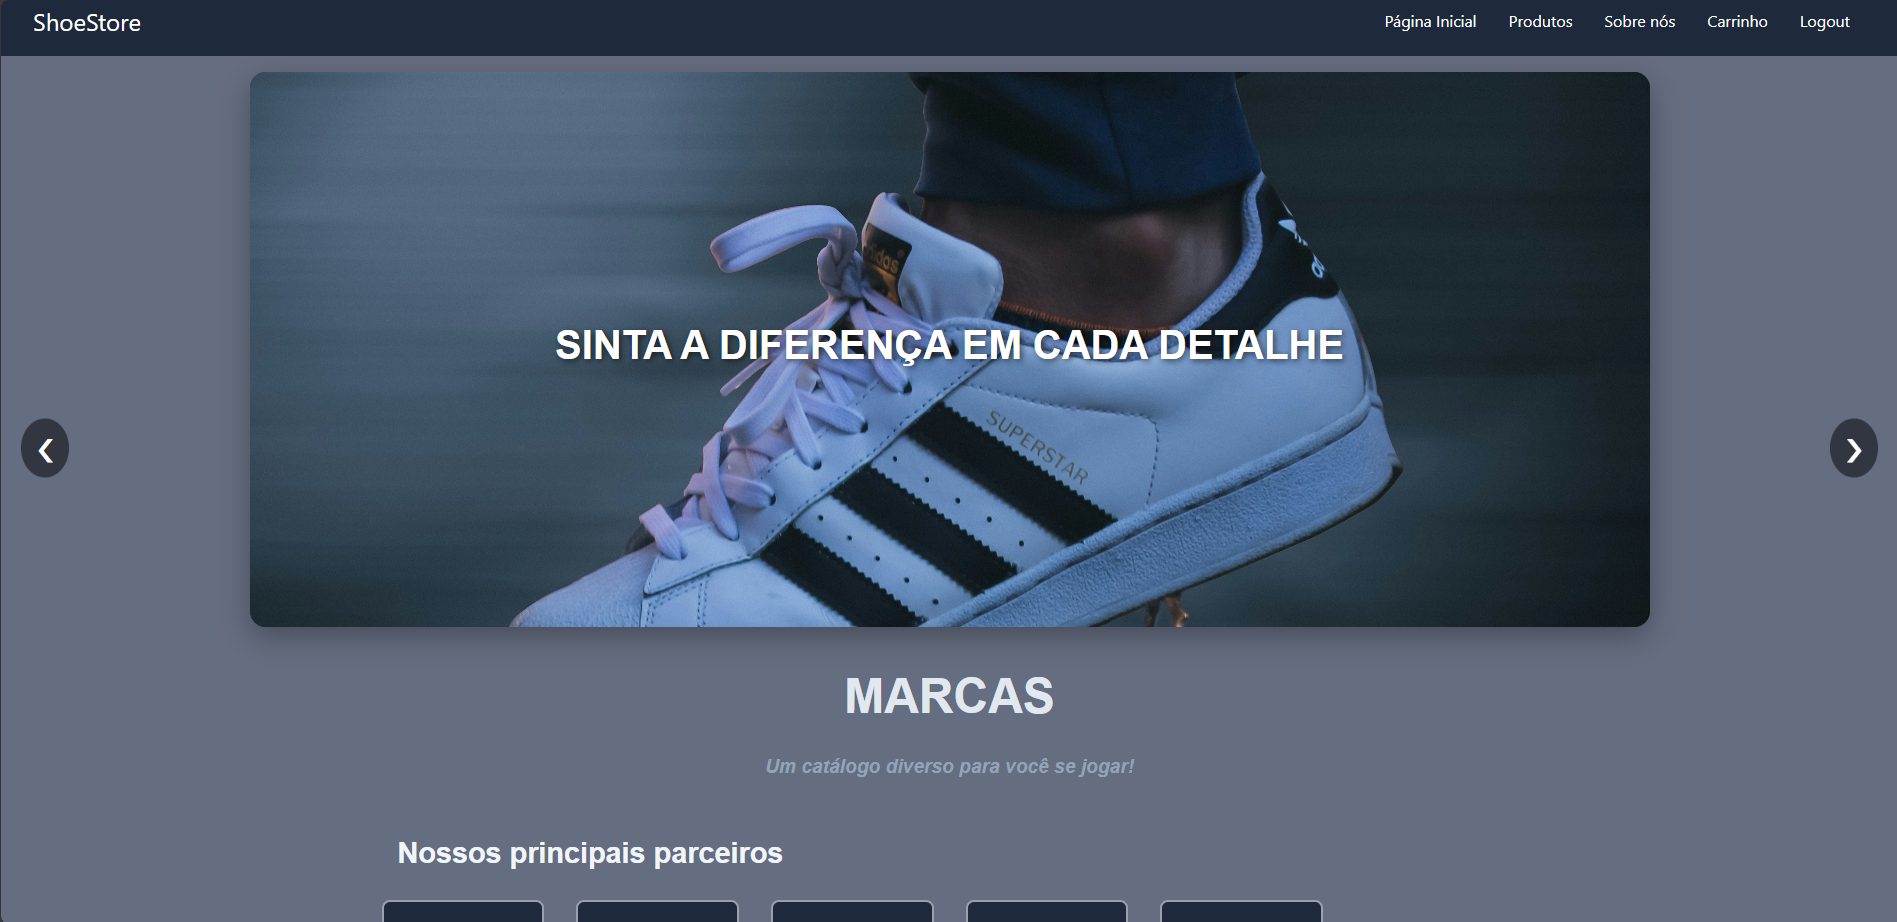 ShoeStore
Página Inicial
Produtos
Sobre nós
Carrinho
Logout
adidas
SINTA A DIFERENÇA EM CADA DETALHE
SUPERSTAR
❮
❯
MARCAS
Um catálogo diverso para você se jogar!
Nossos principais parceiros